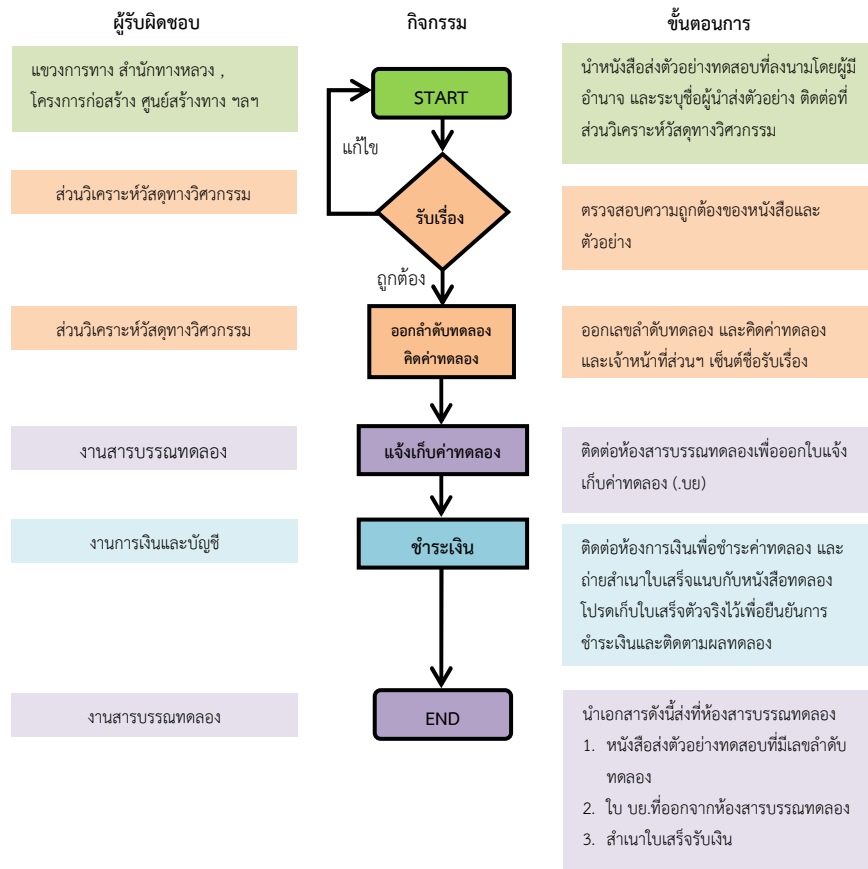 ผู้รับผิดชอบ กิจกรรม ขั้นตอนการ
แขวงการทาง สำนักทางหลวง ,
โครงการก่อสร้าง ศูนย์สร้างทาง ฯลฯ
START
นำหนังสือส่งตัวอย่างทดสอบที่ลงนามโดยผู้มี
อำนาจ และระบุชื่อผู้นำส่งตัวอย่าง ติดต่อที่
ส่วนวิเคราะห์วัสดุทางวิศวกรรม
แก้ไข
ส่วนวิเคราะห์วัสดุทางวิศวกรรม
รับเรื่อง
ตรวจสอบความถูกต้องของหนังสือและ
ตัวอย่าง
ถูกต้อง
ส่วนวิเคราะห์วัสดุทางวิศวกรรม
ออกลำดับทดลอง
คิดค่าทดลอง
ออกเลขลำดับทดลอง และคิดค่าทดลอง
และเจ้าหน้าที่ส่วนฯ เซ็นต์ชื่อรับเรื่อง
งานสารบรรณทดลอง
แจ้งเก็บค่าทดลอง
ติดต่อห้องสารบรรณทดลองเพื่อออกใบแจ้ง
เก็บค่าทดลอง (.บย)
งานการเงินและบัญชี
ชำระเงิน
ติดต่อห้องการเงินเพื่อชำระค่าทดลอง และ
ถ่ายสำเนาใบเสร็จแนบกับหนังสือทดลอง
โปรดเก็บใบเสร็จตัวจริงไว้เพื่อยืนยันการ
ชำระเงินและติดตามผลทดลอง
งานสารบรรณทดลอง
END
นำเอกสารดังนี้ส่งที่ห้องสารบรรณทดลอง
1. หนังสือส่งตัวอย่างทดสอบที่มีเลขลำดับ
ทดลอง
2. ใบ บย.ที่ออกจากห้องสารบรรณทดลอง
3. สำเนาใบเสร็จรับเงิน